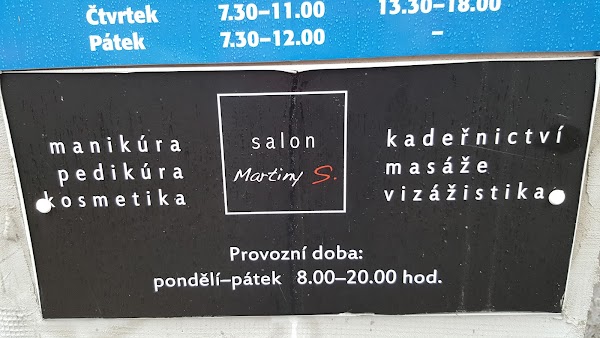 Čtvrtek 7.30–11.00 13.30–18.00
Pátek 7.30–12.00 –
manikúra
pedikúra
kosmetika
salon
Martiny S.
kadeřnictví
masáže
vizážistika
Provozní doba:
pondělí–pátek 8.00–20.00 hod.